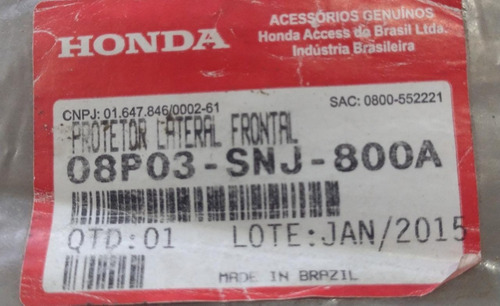 HONDA
ACESSÓRIOS GENUÍNOS
Honda Access do Brasil Ltda.
Indústria Brasileira
CNPJ: 01.647.846/0002-61
SAC: 0800-552221
PROTETOR LATERAL FRONTAL
08P03-SNJ-800A
QTD:01 LOTE:JAN/2015
MADE IN BRAZIL